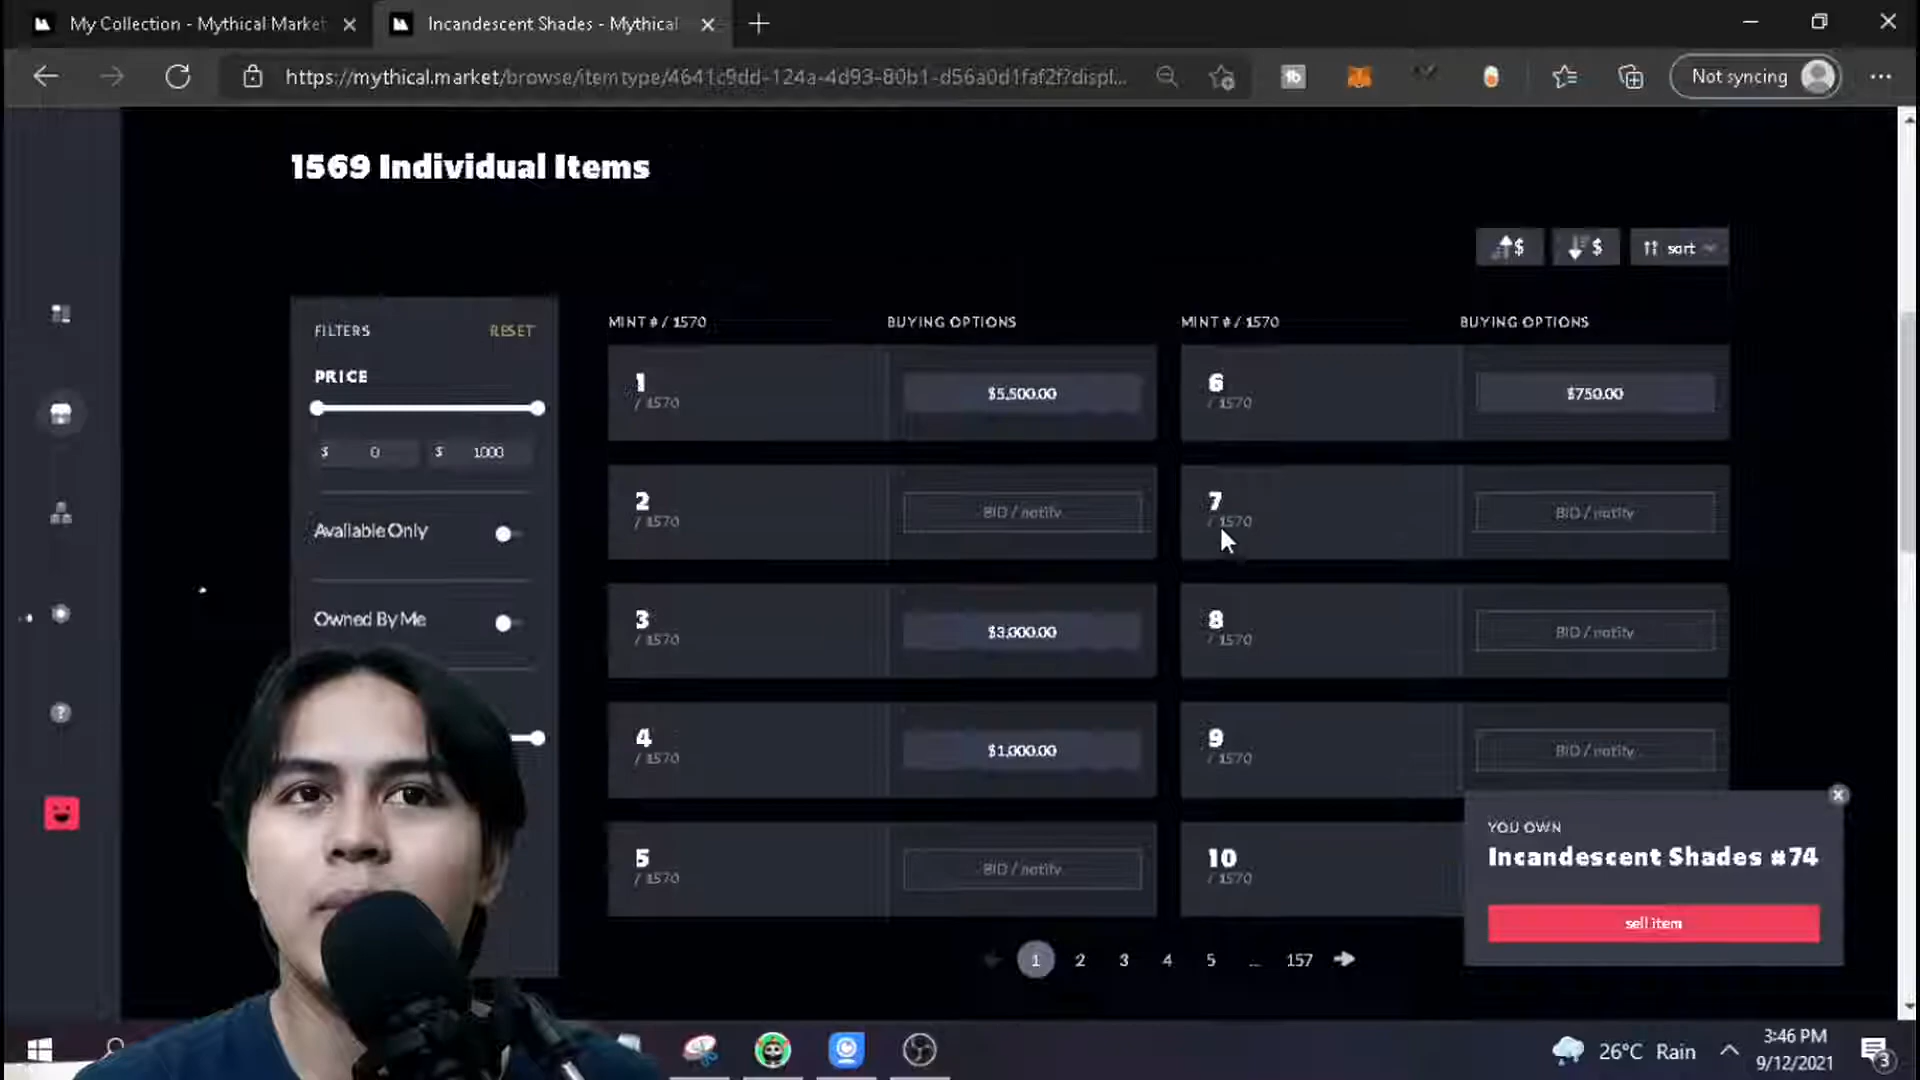 My Collection - Mythical Market
Incandescent Shades - Mythical
https://mythical.market/browse/itemtype/4641c9dd-124a-4d93-80b1-d56a0d1faf2f?displ...
Not syncing
1569 Individual Items
$
$
sort
FILTERS RESET
PRICE
$ 0 $ 1000
Available Only
Owned By Me
MINT # / 1570 BUYING OPTIONS MINT # / 1570 BUYING OPTIONS
1 / 1570 $5,500.00
6 / 1570 $750.00
2 / 1570 BID / notify
7 / 1570 BID / notify
3 / 1570 $3,000.00
8 / 1570 BID / notify
4 / 1570 $1,000.00
9 / 1570 BID / notify
5 / 1570 BID / notify
10 / 1570
YOU OWN
Incandescent Shades #74
sell item
1 2 3 4 5 ... 157
26°C Rain
3:46 PM
9/12/2021
3